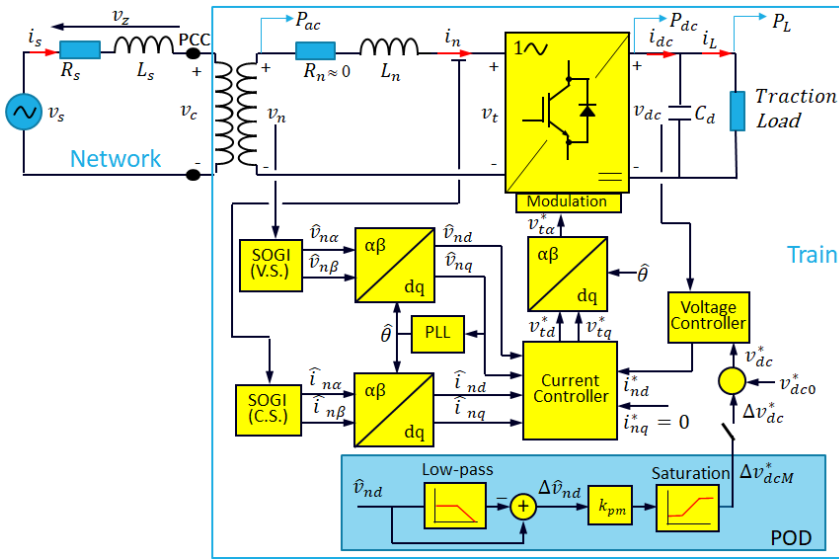 v_z
P_ac
P_dc
P_L
i_s
R_s
L_s
PCC
i_n
R_n ≈ 0
L_n
1
i_dc
i_L
+
+
+
+
v_s
v_c
v_n
v_t
v_dc
C_d
Traction
Load
Network
-
-
-
-
Modulation
v̂_nα
v̂_nβ
SOGI
(V.S.)
αβ
dq
v̂_nd
v̂_nq
v*_tα
αβ
dq
θ̂
Train
θ̂
PLL
v*_td
v*_tq
Voltage
Controller
v*_dc
î_nα
î_nβ
SOGI
(C.S.)
αβ
dq
î_nd
î_nq
Current
Controller
i*_nd
i*_nq = 0
v*_dc0
Δv*_dc
Low-pass
Saturation
Δv*_dcM
v̂_nd
−
+
Δv̂_nd
k_pm
POD